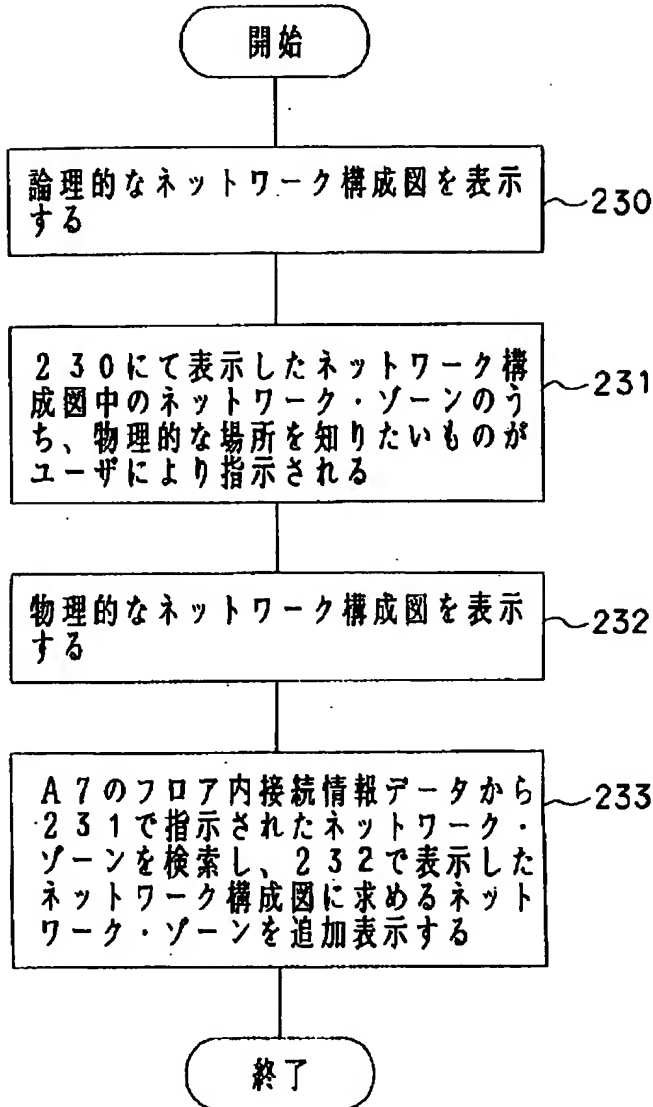 開始
論理的なネットワーク構成図を表示
する
230
230にて表示したネットワーク構
成図中のネットワーク・ゾーンのう
ち、物理的な場所を知りたいものが
ユーザにより指示される
231
物理的なネットワーク構成図を表示
する
232
A7のフロア内接続情報データから
231で指示されたネットワーク・
ゾーンを検索し、232で表示した
ネットワーク構成図に求めるネット
ワーク・ゾーンを追加表示する
233
終了